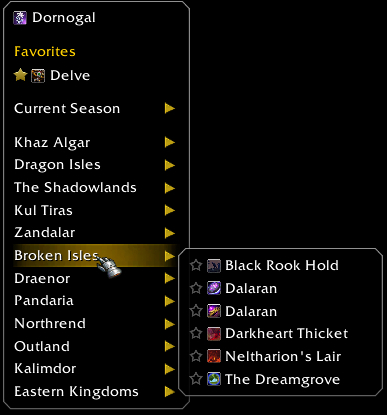 Dornogal
Favorites
Delve
Current Season
Khaz Algar
Dragon Isles
The Shadowlands
Kul Tiras
Zandalar
Broken Isles
Draenor
Pandaria
Northrend
Outland
Kalimdor
Eastern Kingdoms
Black Rook Hold
Dalaran
Dalaran
Darkheart Thicket
Neltharion's Lair
The Dreamgrove